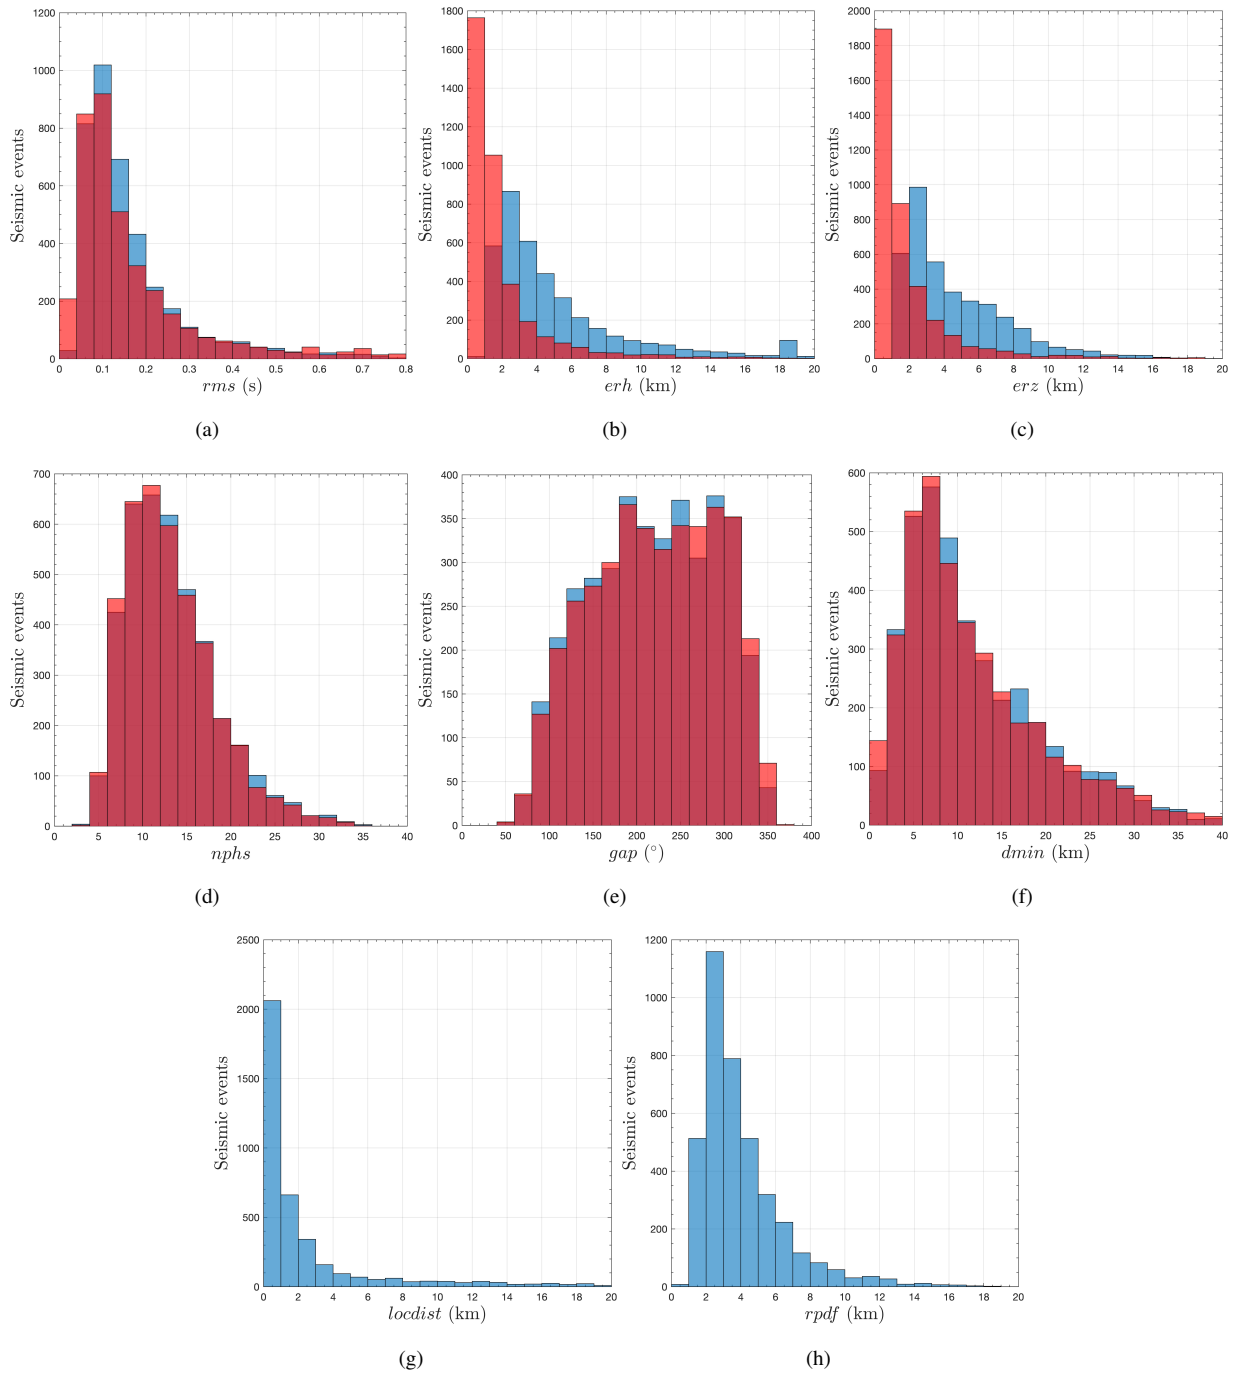 1200
1000
800
600
400
200
0
0 0.1 0.2 0.3 0.4 0.5 0.6 0.7 0.8
Seismic events
rms (s)
(a)
1800
1600
1400
1200
1000
800
600
400
200
0
0 2 4 6 8 10 12 14 16 18 20
Seismic events
erh (km)
(b)
2000
1800
1600
1400
1200
1000
800
600
400
200
0
0 2 4 6 8 10 12 14 16 18 20
Seismic events
erz (km)
(c)
700
600
500
400
300
200
100
0
0 5 10 15 20 25 30 35 40
Seismic events
nphs
(d)
400
350
300
250
200
150
100
50
0
0 50 100 150 200 250 300 350 400
Seismic events
gap (°)
(e)
600
500
400
300
200
100
0
0 5 10 15 20 25 30 35 40
Seismic events
dmin (km)
(f)
2500
2000
1500
1000
500
0
0 2 4 6 8 10 12 14 16 18 20
Seismic events
locdist (km)
(g)
1200
1000
800
600
400
200
0
0 2 4 6 8 10 12 14 16 18 20
Seismic events
rpdf (km)
(h)